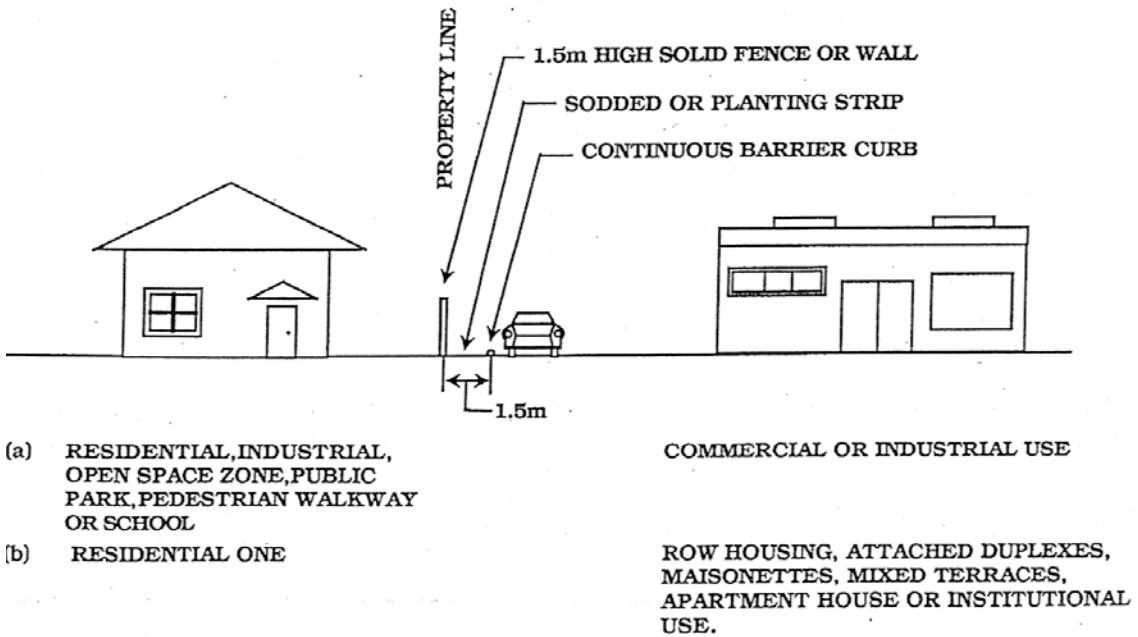 PROPERTY LINE
1.5m HIGH SOLID FENCE OR WALL
SODDED OR PLANTING STRIP
CONTINUOUS BARRIER CURB
1.5m
(a) RESIDENTIAL,INDUSTRIAL,
OPEN SPACE ZONE,PUBLIC
PARK,PEDESTRIAN WALKWAY
OR SCHOOL
COMMERCIAL OR INDUSTRIAL USE
(b) RESIDENTIAL ONE
ROW HOUSING, ATTACHED DUPLEXES,
MAISONETTES, MIXED TERRACES,
APARTMENT HOUSE OR INSTITUTIONAL
USE.